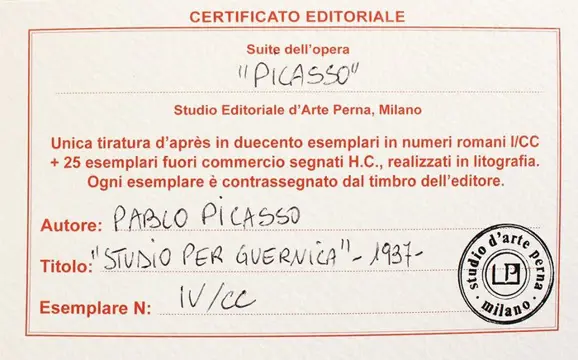 CERTIFICATO EDITORIALE
Suite dell'opera
"PICASSO"
Studio Editoriale d'Arte Perna, Milano
Unica tiratura d'après in duecento esemplari in numeri romani I/CC
+ 25 esemplari fuori commercio segnati H.C., realizzati in litografia.
Ogni esemplare è contrassegnato dal timbro dell'editore.
Autore: PABLO PICASSO
Titolo: "STUDIO PER GUERNICA" - 1937 -
Esemplare N: IV/CC
studio d'arte perna
milano